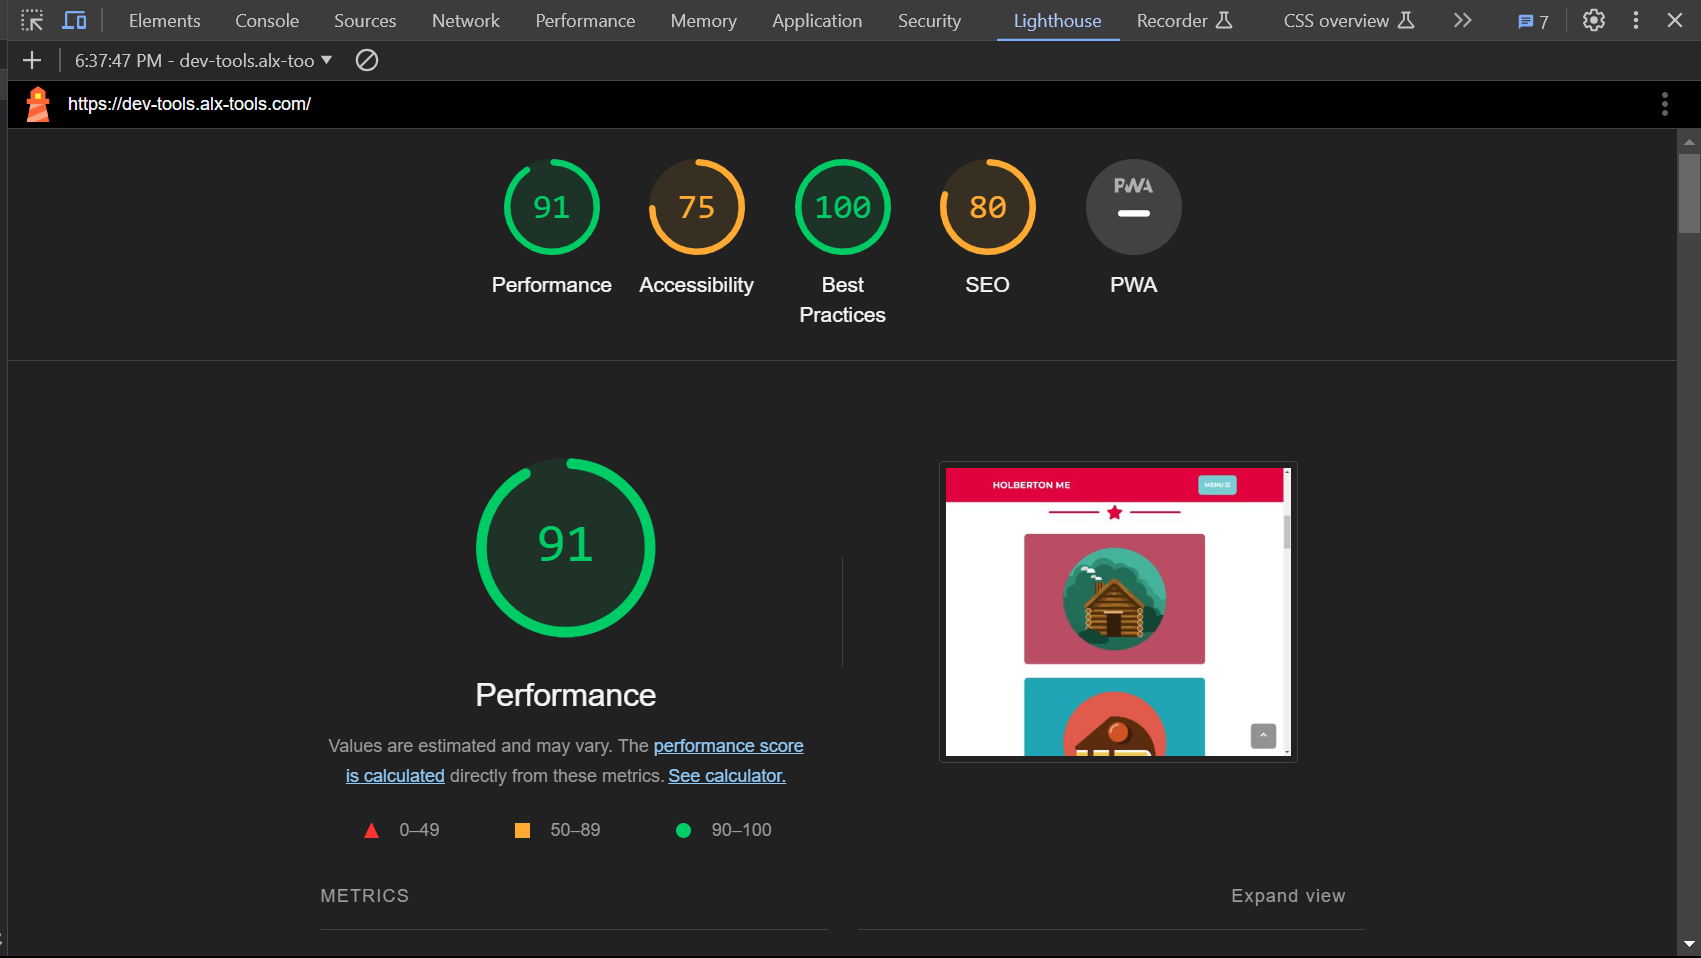 Elements Console Sources Network Performance Memory Application Security Lighthouse Recorder CSS overview 7
6:37:47 PM - dev-tools.alx-too
https://dev-tools.alx-tools.com/
91 75 100 80 PWA
Performance Accessibility Best Practices SEO PWA
91
Performance
Values are estimated and may vary. The performance score
is calculated directly from these metrics. See calculator.
0–49 50–89 90–100
METRICS Expand view
HOLBERTON ME MENU